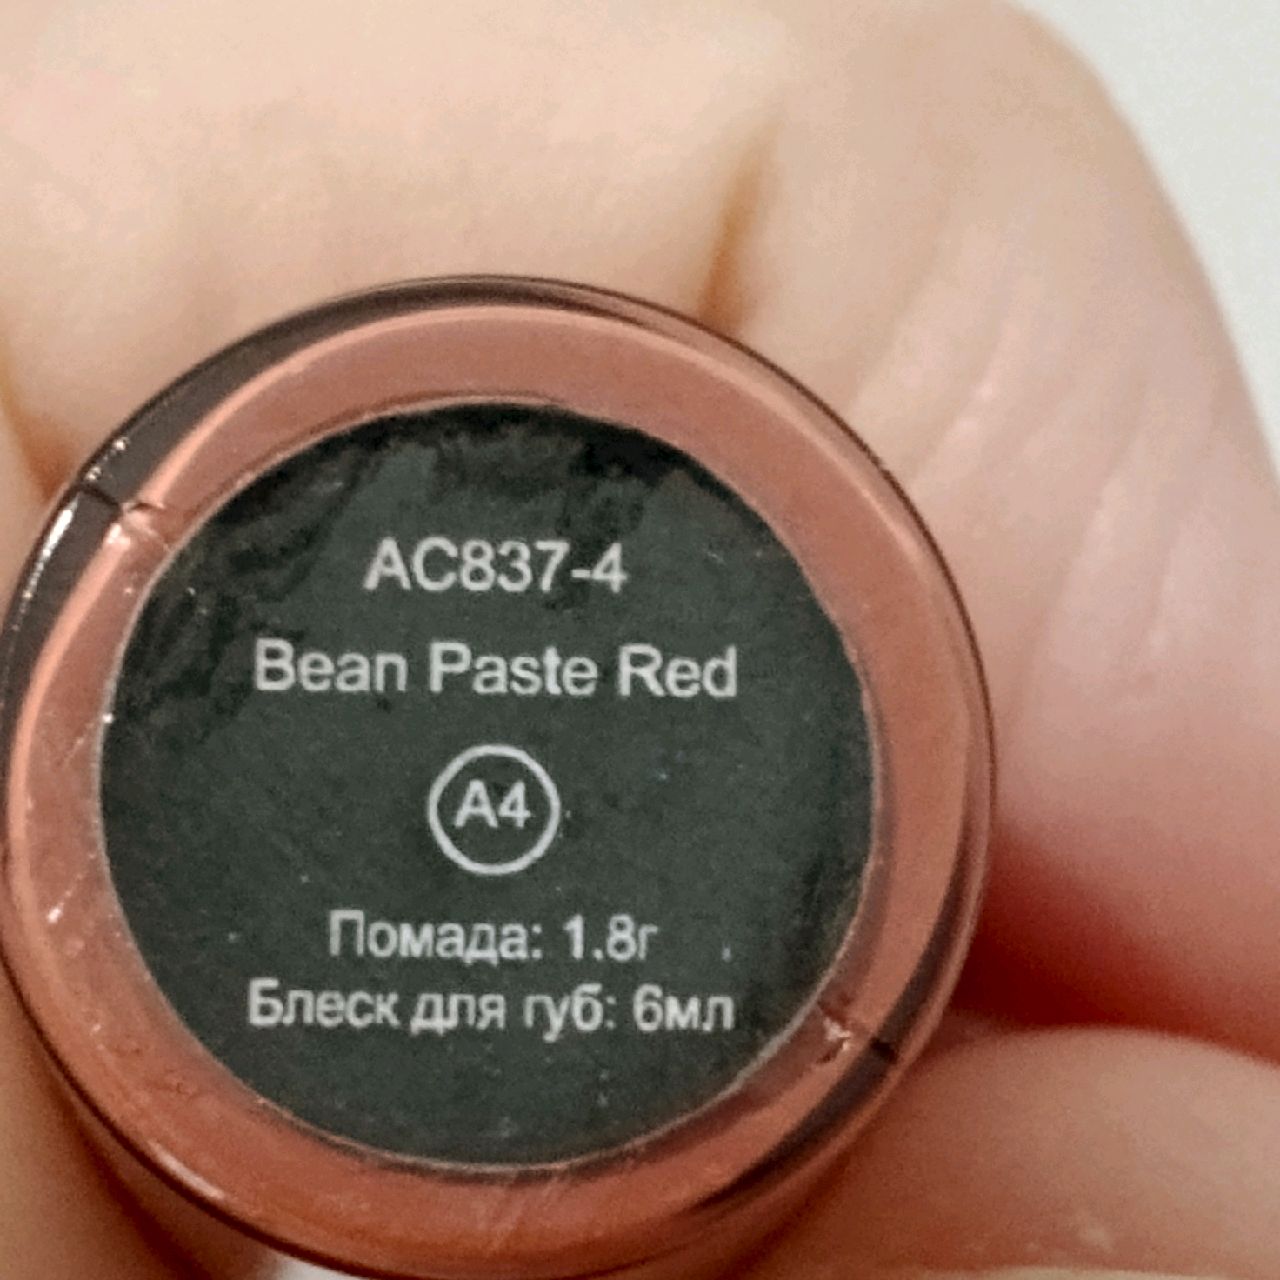 AC837-4
Bean Paste Red
A4
Помада: 1.8г
Блеск для губ: 6мл